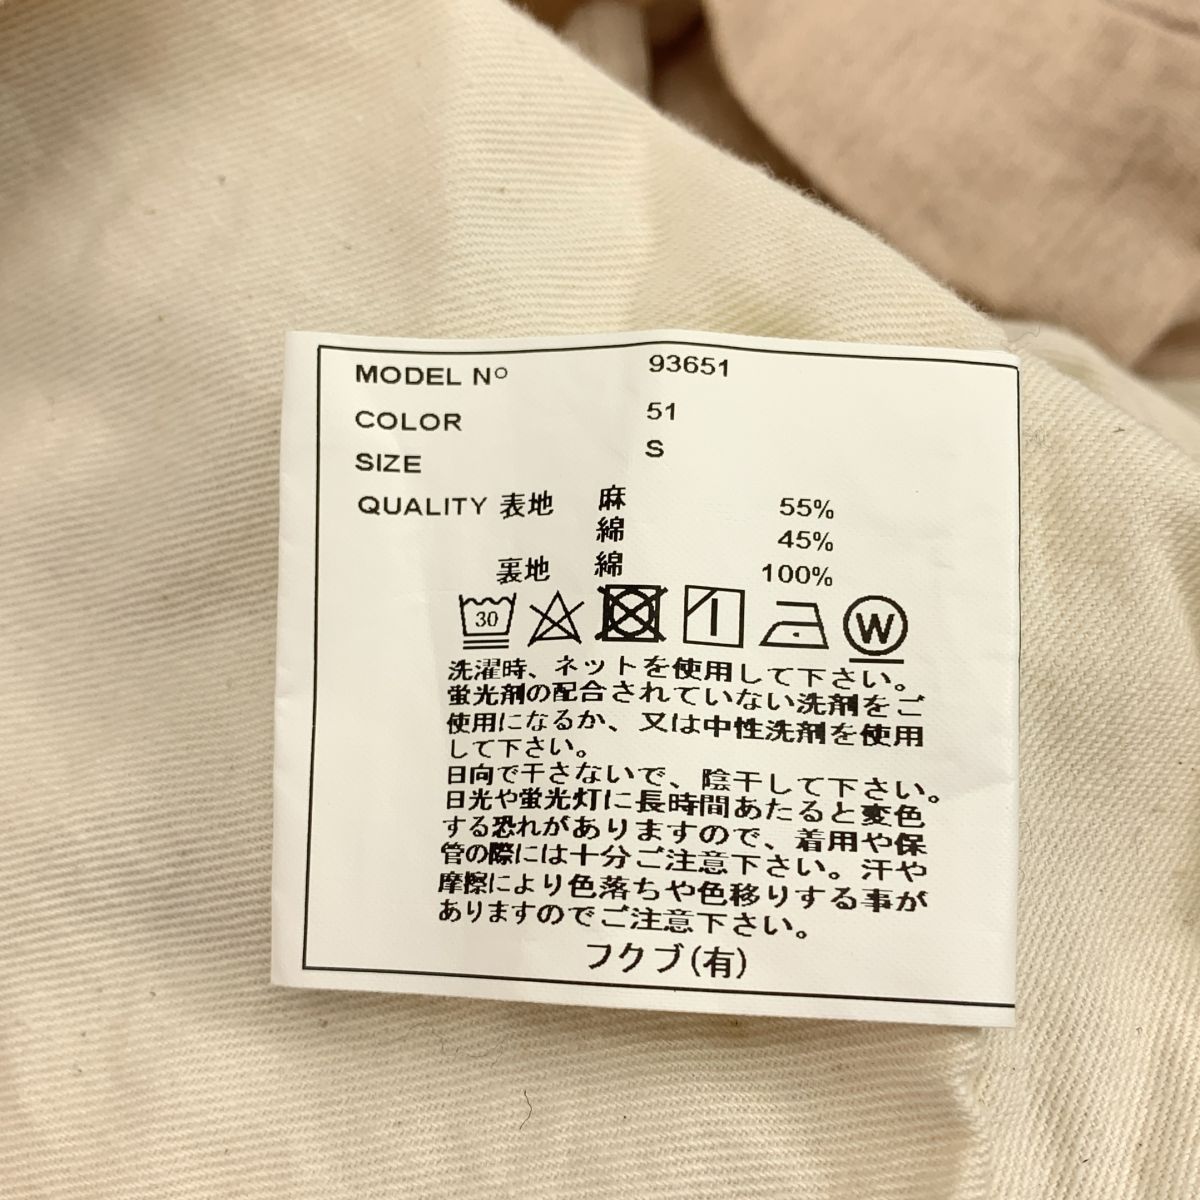 MODEL Nº 93651
COLOR 51
SIZE S
QUALITY 表地 麻 55%
綿 45%
裏地 綿 100%
30 W
洗濯時、ネットを使用して下さい。
蛍光剤の配合されていない洗剤をご
使用になるか、又は中性洗剤を使用
して下さい。
日向で干さないで、陰干して下さい。
日光や蛍光灯に長時間あたると変色
する恐れがありますので、着用や保
管の際には十分ご注意下さい。汗や
摩擦により色落ちや色移りする事が
ありますのでご注意下さい。
フクブ(有)